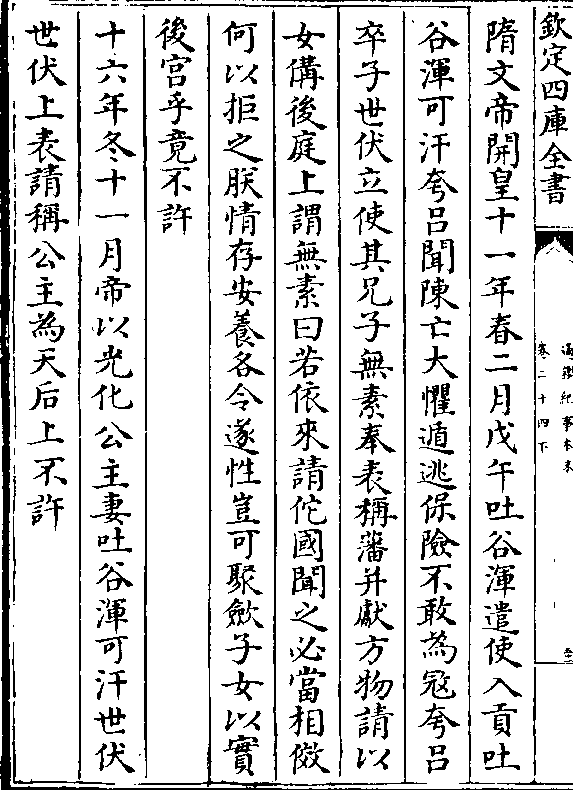 欽定四庫全書
通鑑紀事本末
卷二十四下
隋文帝開皇十一年春二月戊午吐谷渾遣使入貢吐
谷渾可汗夸呂聞陳亡大懼遁逃保險不敢為寇夸呂
卒子世伏立使其兄子無素奉表稱藩并獻方物請以
女備後庭上謂無素曰若依來請佗國聞之必當相傚
何以拒之朕情存安養各令遂性豈可聚斂子女以實
後宮乎竟不許
十六年冬十一月帝以光化公主妻吐谷渾可汗世伏
世伏上表請稱公主為天后上不許